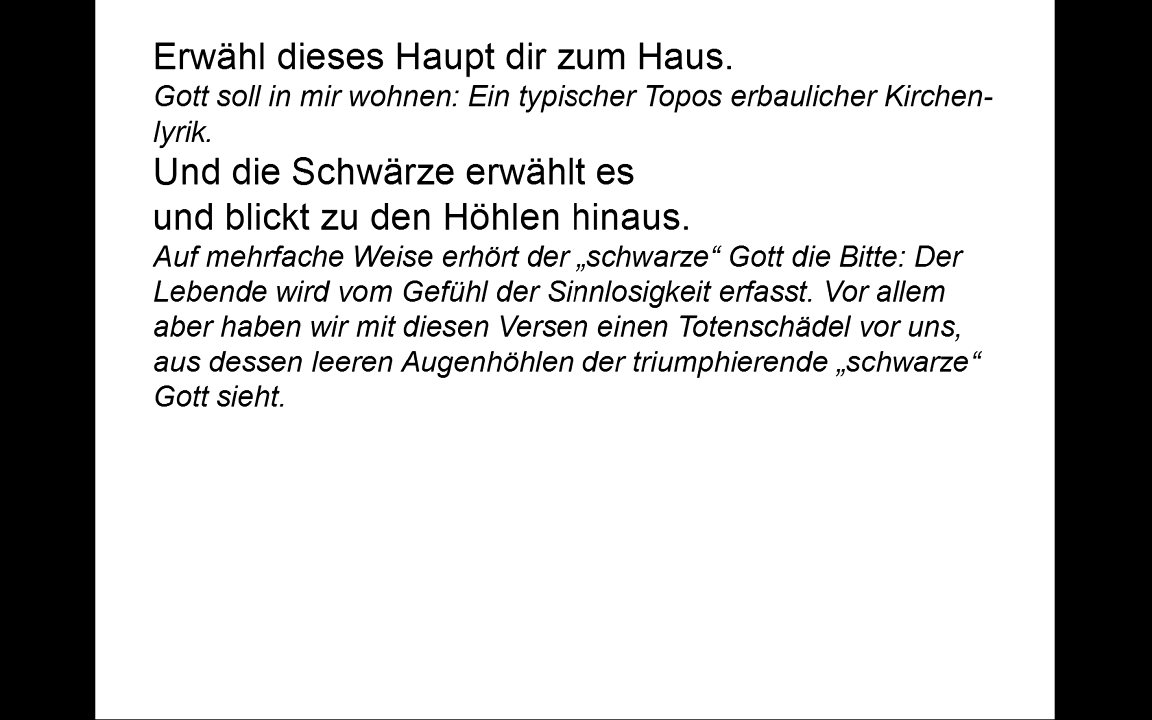 Erwähl dieses Haupt dir zum Haus.
Gott soll in mir wohnen: Ein typischer Topos erbaulicher Kirchen-
lyrik.
Und die Schwärze erwählt es
und blickt zu den Höhlen hinaus.
Auf mehrfache Weise erhört der „schwarze“ Gott die Bitte: Der
Lebende wird vom Gefühl der Sinnlosigkeit erfasst. Vor allem
aber haben wir mit diesen Versen einen Totenschädel vor uns,
aus dessen leeren Augenhöhlen der triumphierende „schwarze“
Gott sieht.